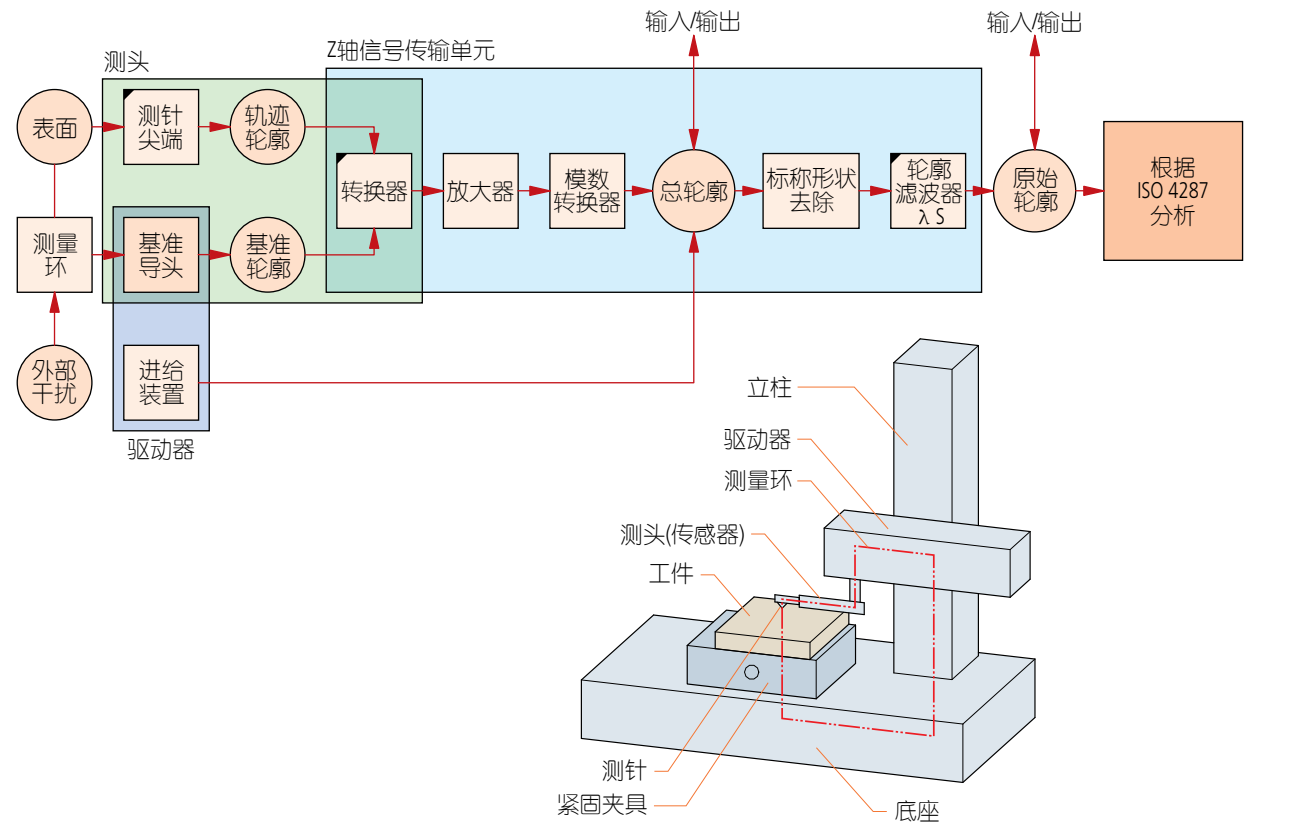 输入/输出
输入/输出
Z轴信号传输单元
测头
表面
测针
尖端
轨迹
轮廓
转换器
放大器
模数
转换器
总轮廓
标称形状
去除
轮廓
滤波器
λ S
原始
轮廓
根据
ISO 4287
分析
测量
环
基准
导头
基准
轮廓
外部
干扰
进给
装置
驱动器
立柱
驱动器
测量环
测头(传感器)
工件
测针
紧固夹具
底座